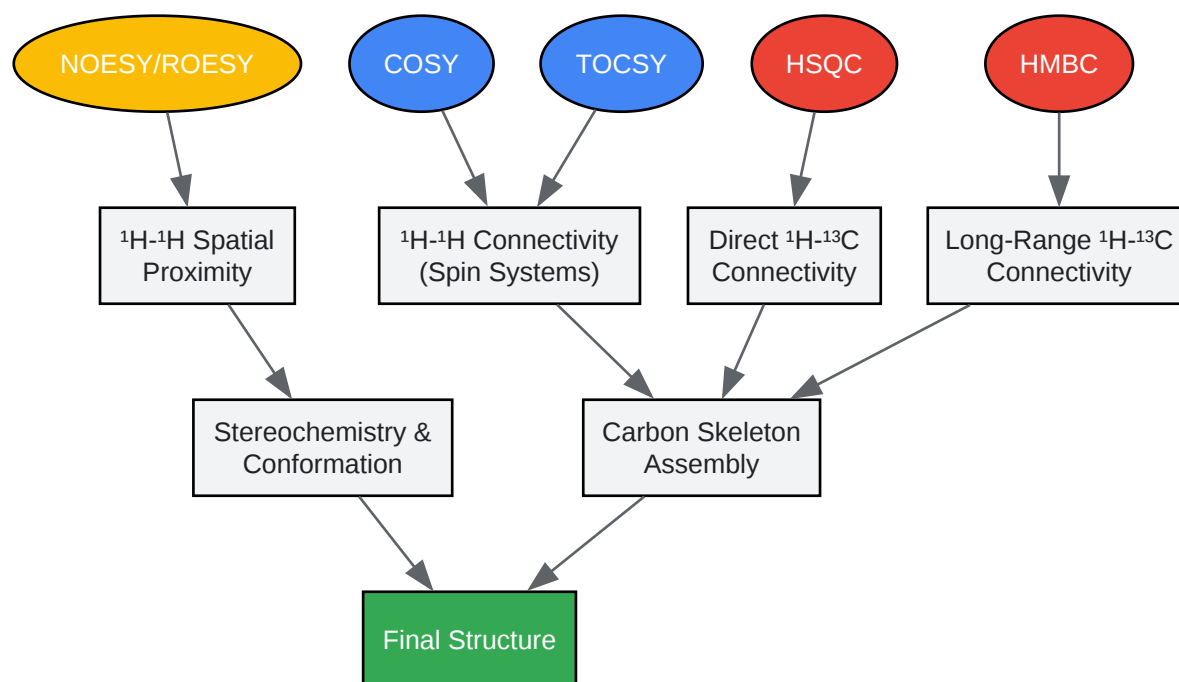 NOESY/ROESY
COSY
TOCSY
HSQC
HMBC
¹H-¹H Spatial
Proximity
¹H-¹H Connectivity
(Spin Systems)
Direct ¹H-¹³C
Connectivity
Long-Range ¹H-¹³C
Connectivity
Stereochemistry &
Conformation
Carbon Skeleton
Assembly
Final Structure